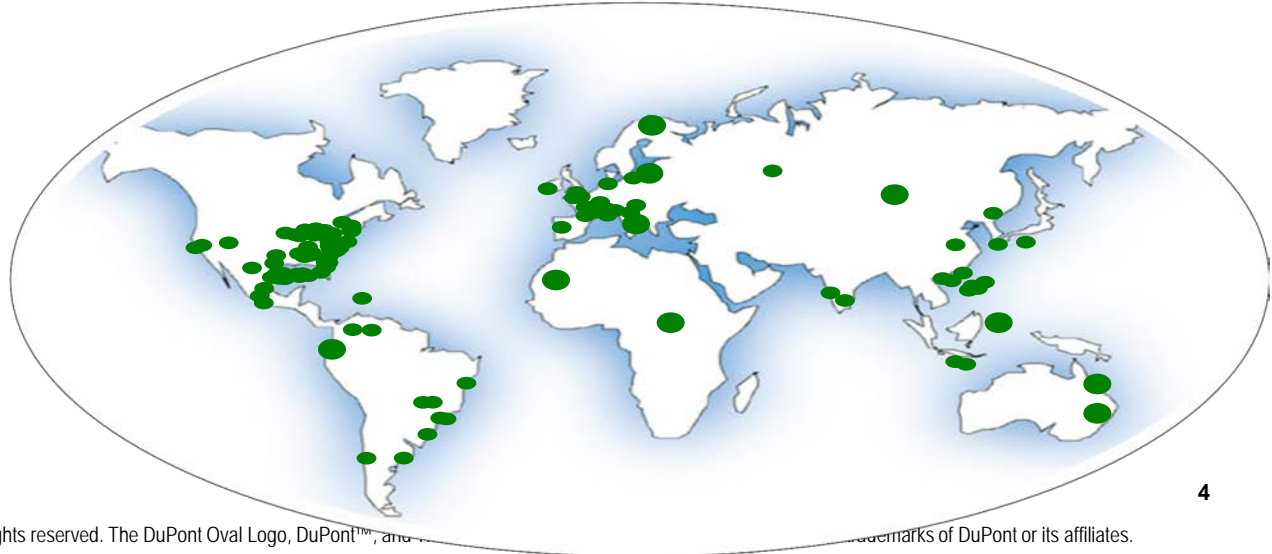 4
ghts reserved. The DuPont Oval Logo, DuPont™, and trademarks of DuPont or its affiliates.